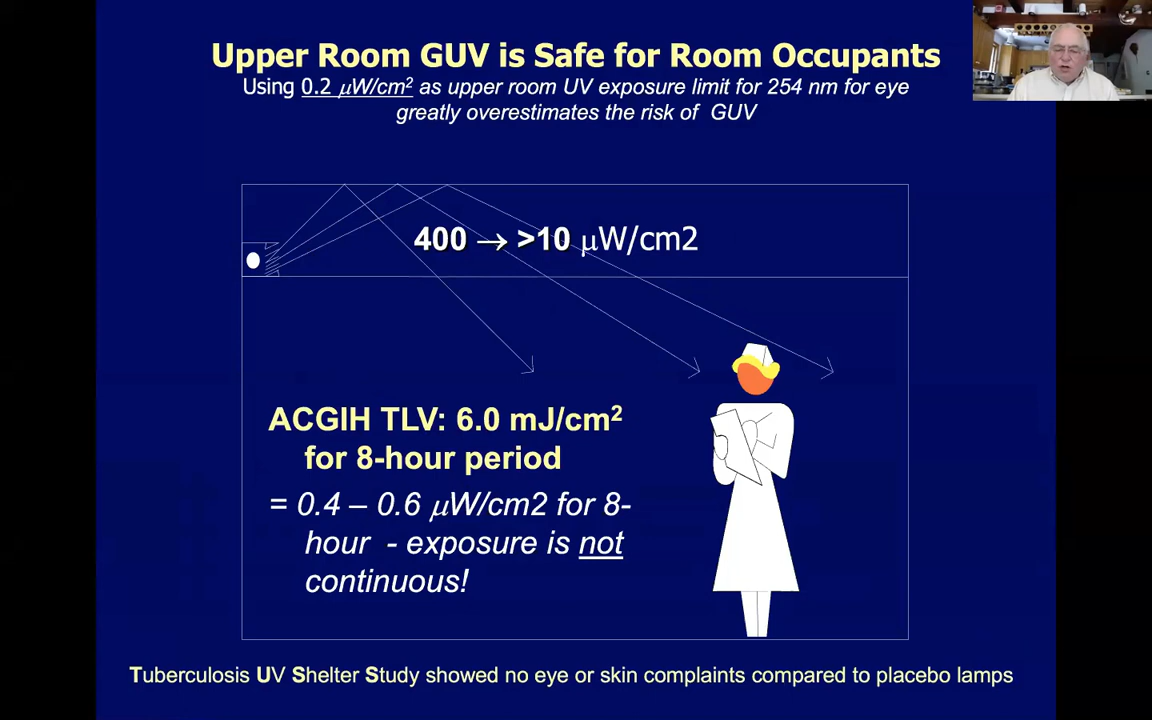 Upper Room GUV is Safe for Room Occupants
Using 0.2 μW/cm² as upper room UV exposure limit for 254 nm for eye
greatly overestimates the risk of  GUV
400 → >10 μW/cm2
ACGIH TLV: 6.0 mJ/cm²
for 8-hour period
= 0.4 – 0.6 μW/cm2 for 8-
hour  - exposure is not
continuous!
Tuberculosis UV Shelter Study showed no eye or skin complaints compared to placebo lamps